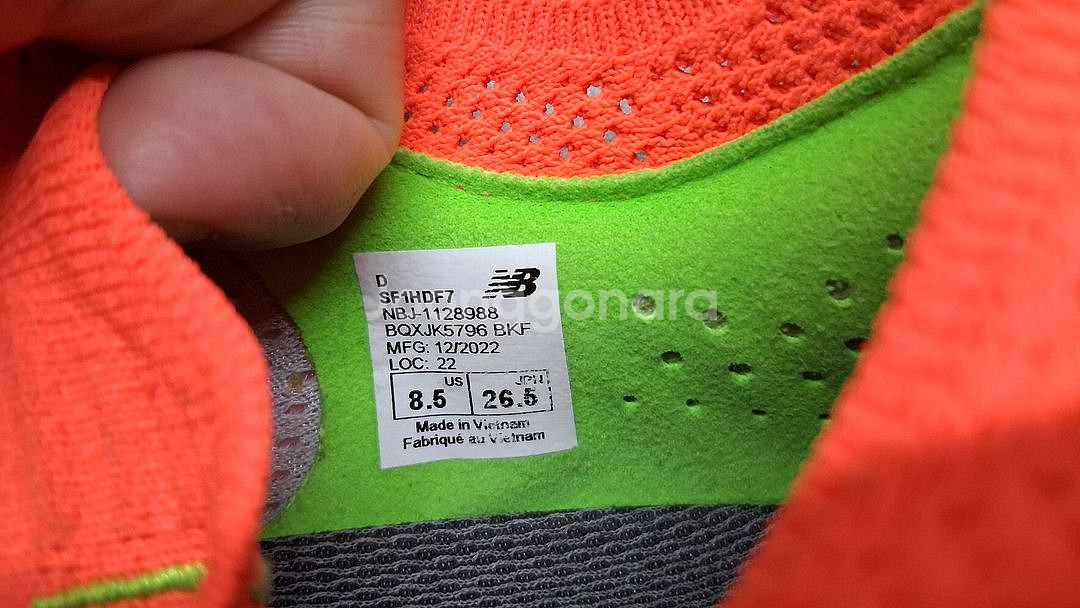 D
NB
SF1HDF7
NBJ-1128988
BQXJK5796 BKF
MFG: 12/2022
LOC: 22
US JPN
8.5 26.5
Made in Vietnam
Fabriqué au Vietnam